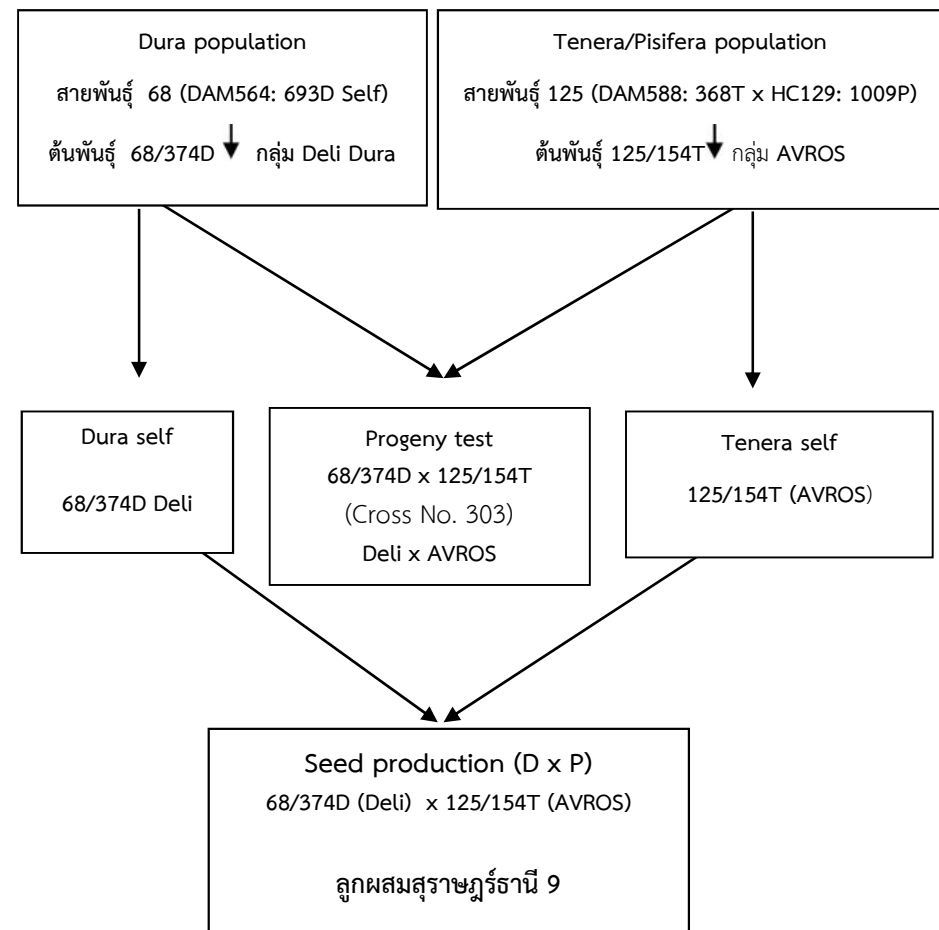 Dura population
สายพันธุ์ 68 (DAM564: 693D Self)
ต้นพันธุ์ 68/374D กลุ่ม Deli Dura
Tenera/Pisifera population
สายพันธุ์ 125 (DAM588: 368T x HC129: 1009P)
ต้นพันธุ์ 125/154T กลุ่ม AVROS
Dura self
68/374D Deli
Progeny test
68/374D x 125/154T
(Cross No. 303)
Deli x AVROS
Tenera self
125/154T (AVROS)
Seed production (D x P)
68/374D (Deli) x 125/154T (AVROS)
ลูกผสมสุราษฎร์ธานี 9